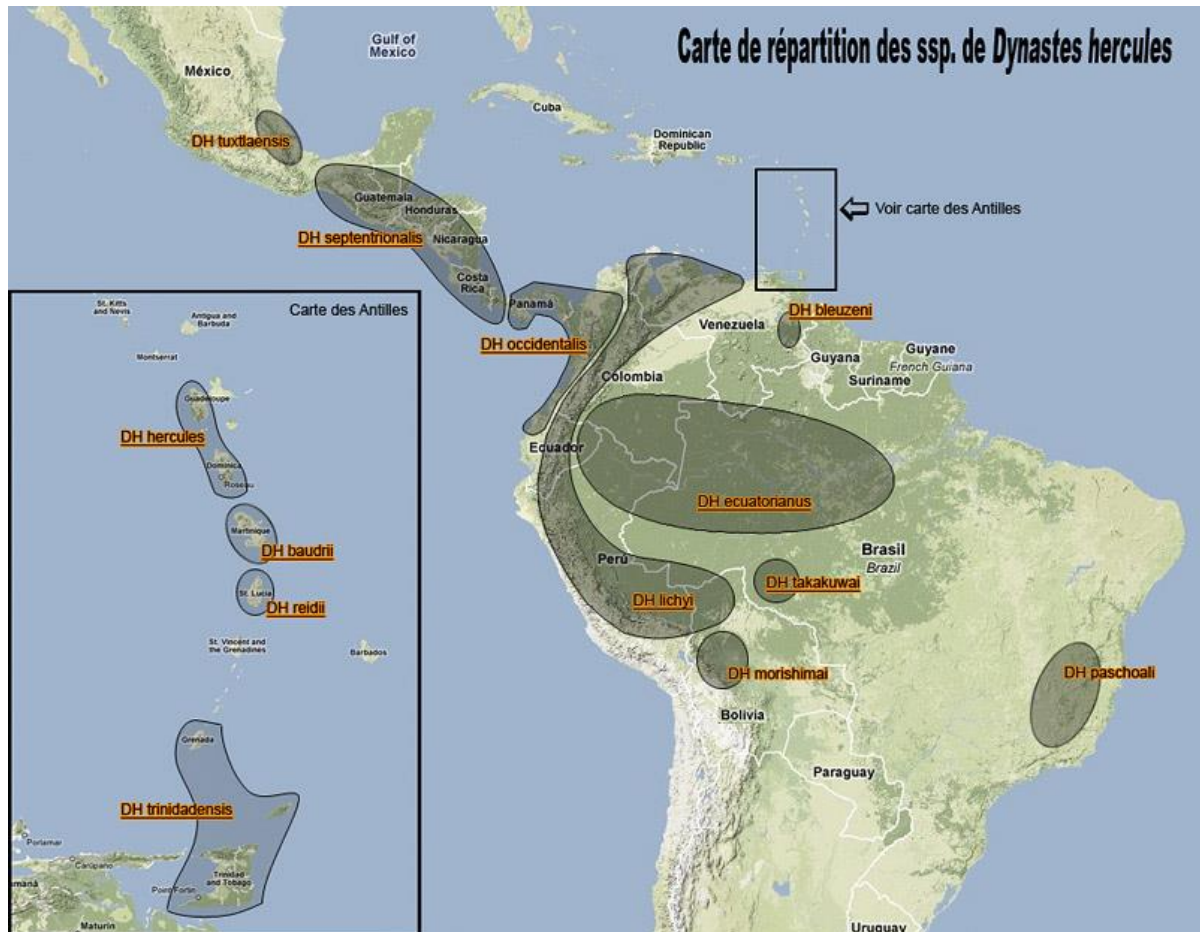 Carte de répartition des ssp. de Dynastes hercules
Gulf of
Mexico
México
Cuba
Dominican
Republic
DH tuxtlaensis
Guatemala
Honduras
Nicaragua
Costa
Rica
DH septentrionalis
Voir carte des Antilles
Panamá
DH occidentalis
Venezuela
DH bleuzeni
Guyana
Suriname
Guyane
French Guiana
Colombia
Ecuador
DH ecuatorianus
Perú
Brasil
Brazil
DH takakuwai
DH lichyi
DH morishimai
DH paschoali
Bolivia
Paraguay
Uruguay
Carte des Antilles
St. Kitts
and Nevis
Antigua and
Barbuda
Montserrat
Guadeloupe
DH hercules
Dominica
Roseau
Martinique
DH baudrii
St. Lucia
DH reidii
St. Vincent and
the Grenadines
Barbados
Grenada
DH trinidadensis
Porlamar
Carúpano
Trinidad
and Tobago
Point Fortin
Maturín